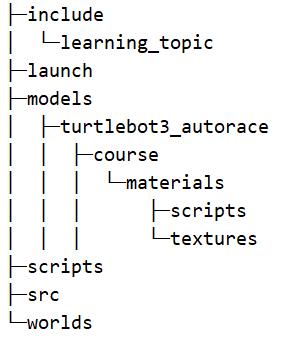 ├─include
│  └─learning_topic
├─launch
├─models
│  ├─turtlebot3_autorace
│  │  ├─course
│  │  │  └─materials
│  │  │      ├─scripts
│  │  │      └─textures
├─scripts
├─src
└─worlds